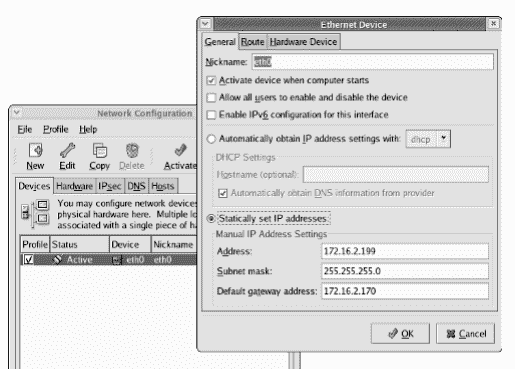 Ethernet Device
General Route Hardware Device
Nickname: eth0
Activate device when computer starts
Allow all users to enable and disable the device
Enable IPv6 configuration for this interface
Automatically obtain IP address settings with: dhcp
DHCP Settings
Hostname (optional):
Automatically obtain DNS information from provider
Statically set IP addresses:
Manual IP Address Settings
Address: 172.16.2.199
Subnet mask: 255.255.255.0
Default gateway address: 172.16.2.170
OK Cancel
Network Configuration
File Profile Help
New Edit Copy Delete Activate
Devices Hardware IPsec DNS Hosts
You may configure network devices
physical hardware here. Multiple
associated with a single piece of
Profile Status Device Nickname
Active eth0 eth0